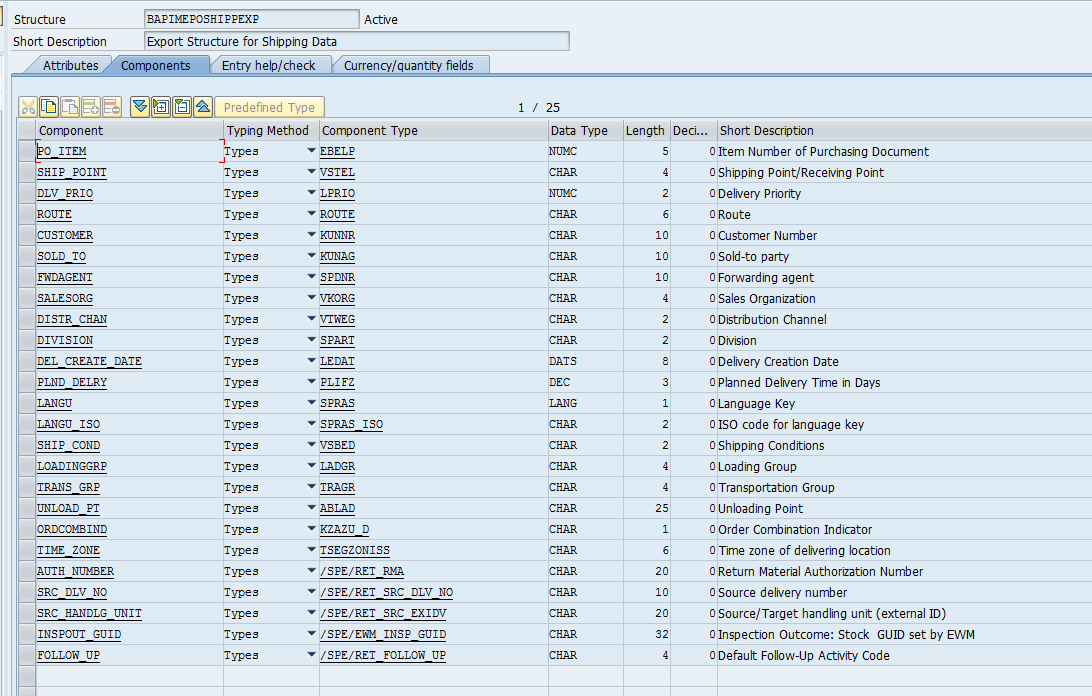 Structure BAPIMEPOSHIPPEXP Active
Short Description Export Structure for Shipping Data
Attributes Components Entry help/check Currency/quantity fields
Predefined Type 1 / 25
Component Typing Method Component Type Data Type Length Deci... Short Description
PO_ITEM Types EBELP NUMC 5 0 Item Number of Purchasing Document
SHIP_POINT Types VSTEL CHAR 4 0 Shipping Point/Receiving Point
DLV_PRIO Types LPRIO NUMC 2 0 Delivery Priority
ROUTE Types ROUTE CHAR 6 0 Route
CUSTOMER Types KUNNR CHAR 10 0 Customer Number
SOLD_TO Types KUNAG CHAR 10 0 Sold-to party
FWDAGENT Types SPDNR CHAR 10 0 Forwarding agent
SALESORG Types VKORG CHAR 4 0 Sales Organization
DISTR_CHAN Types VTWEG CHAR 2 0 Distribution Channel
DIVISION Types SPART CHAR 2 0 Division
DEL_CREATE_DATE Types LEDAT DATS 8 0 Delivery Creation Date
PLND_DELRY Types PLIFZ DEC 3 0 Planned Delivery Time in Days
LANGU Types SPRAS LANG 1 0 Language Key
LANGU_ISO Types SPRAS_ISO CHAR 2 0 ISO code for language key
SHIP_COND Types VSBED CHAR 2 0 Shipping Conditions
LOADINGGRP Types LADGR CHAR 4 0 Loading Group
TRANS_GRP Types TRAGR CHAR 4 0 Transportation Group
UNLOAD_PT Types ABLAD CHAR 25 0 Unloading Point
ORDCOMBIND Types KZAZU_D CHAR 1 0 Order Combination Indicator
TIME_ZONE Types TSEGZONISS CHAR 6 0 Time zone of delivering location
AUTH_NUMBER Types /SPE/RET_RMA CHAR 20 0 Return Material Authorization Number
SRC_DLV_NO Types /SPE/RET_SRC_DLV_NO CHAR 10 0 Source delivery number
SRC_HANDLG_UNIT Types /SPE/RET_SRC_EXIDV CHAR 20 0 Source/Target handling unit (external ID)
INSPOUT_GUID Types /SPE/EWM_INSP_GUID CHAR 32 0 Inspection Outcome: Stock GUID set by EWM
FOLLOW_UP Types /SPE/RET_FOLLOW_UP CHAR 4 0 Default Follow-Up Activity Code